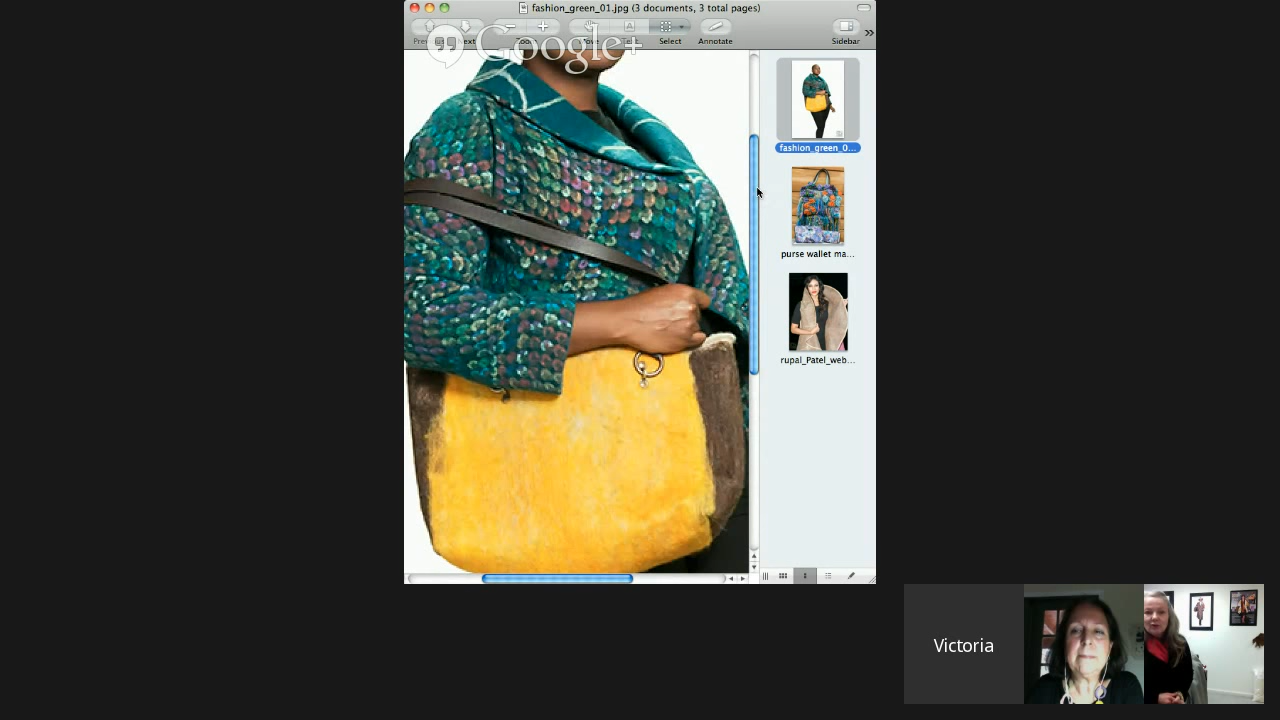 fashion_green_01.jpg (3 documents, 3 total pages)
Google+
Select
Annotate
Sidebar
fashion_green_0...
purse wallet ma...
rupal_Patel_web...
Victoria